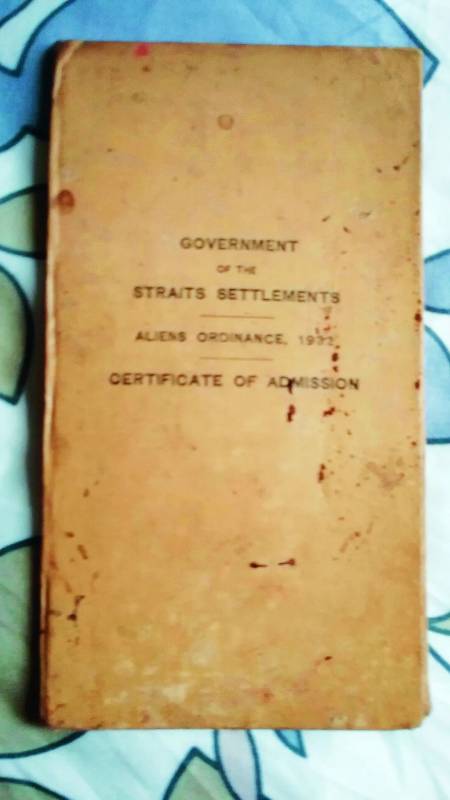 GOVERNMENT
OF THE
STRAITS SETTLEMENTS
ALIENS ORDINANCE,
CERTIFICATE OF ADMISSION